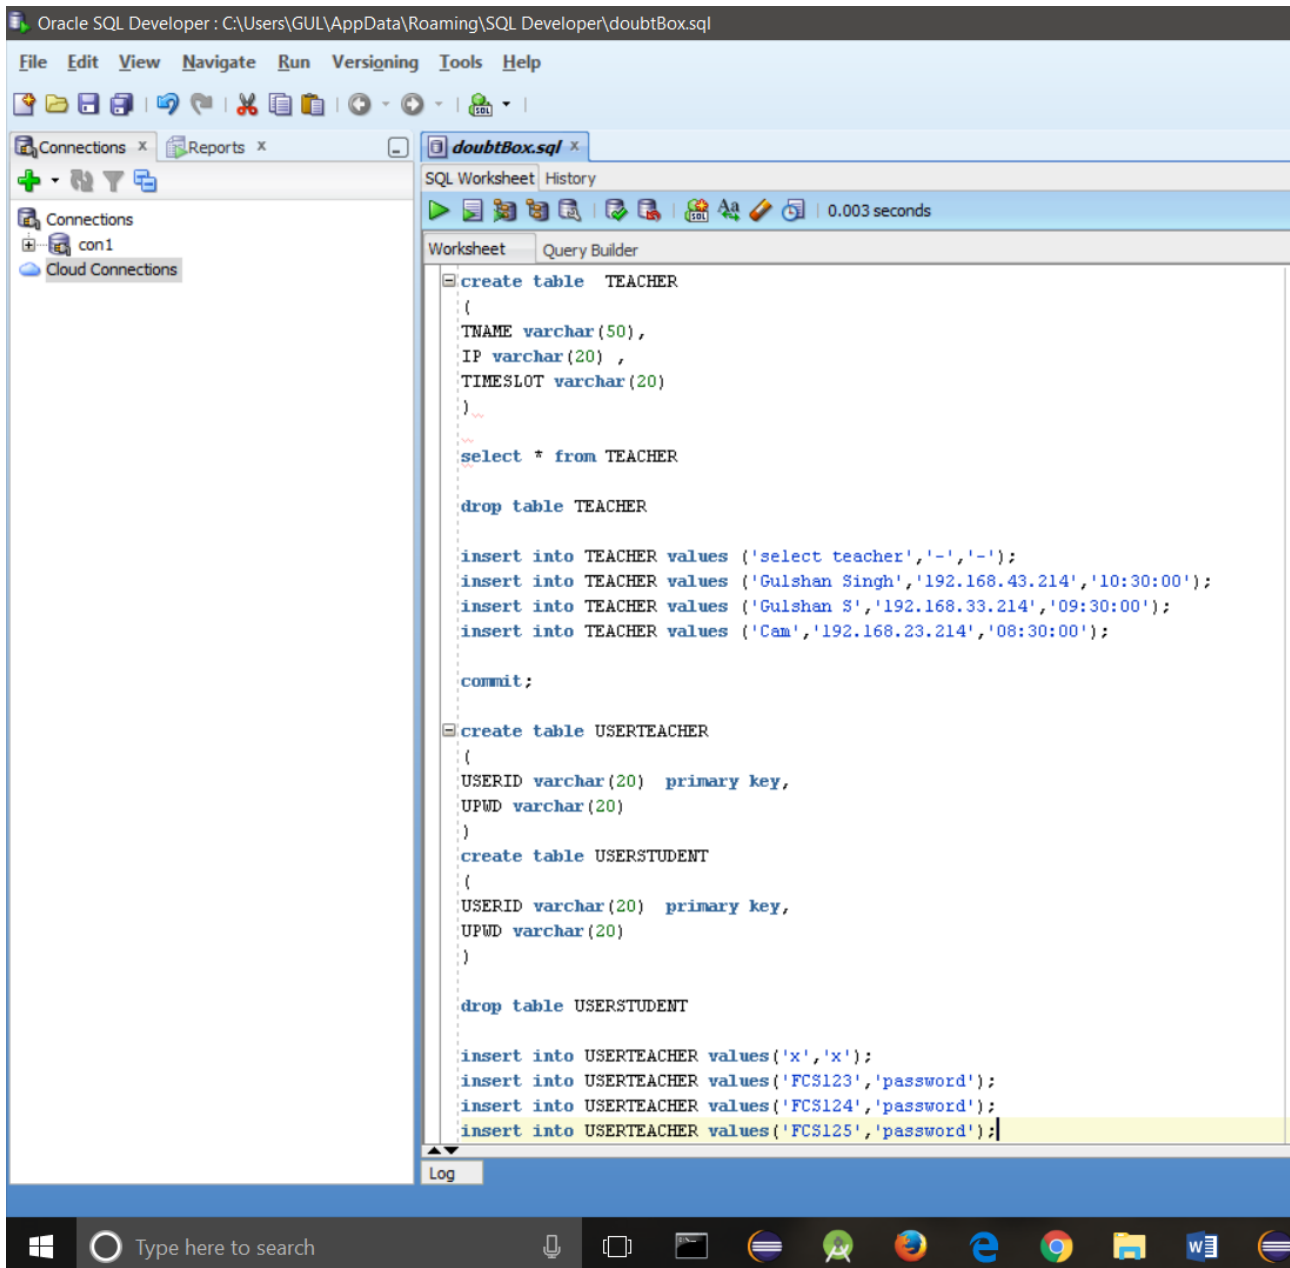 Oracle SQL Developer : C:\Users\GUL\AppData\Roaming\SQL Developer\doubtBox.sql
File Edit View Navigate Run Versioning Tools Help
SQL
Connections x Reports x
doubtBox.sql x
SQL Worksheet History
SQL Aa 0.003 seconds
Connections
con1
Cloud Connections
Worksheet Query Builder
create table  TEACHER
(
TNAME varchar(50),
IP varchar(20) ,
TIMESLOT varchar(20)
)
select * from TEACHER
drop table TEACHER
insert into TEACHER values ('select teacher','-','-');
insert into TEACHER values ('Gulshan Singh','192.168.43.214','10:30:00');
insert into TEACHER values ('Gulshan S','192.168.33.214','09:30:00');
insert into TEACHER values ('Cam','192.168.23.214','08:30:00');
commit;
create table USERTEACHER
(
USERID varchar(20)  primary key,
UPWD varchar(20)
)
create table USERSTUDENT
(
USERID varchar(20)  primary key,
UPWD varchar(20)
)
drop table USERSTUDENT
insert into USERTEACHER values('x','x');
insert into USERTEACHER values('FCS123','password');
insert into USERTEACHER values('FCS124','password');
insert into USERTEACHER values('FCS125','password');
Log
Type here to search